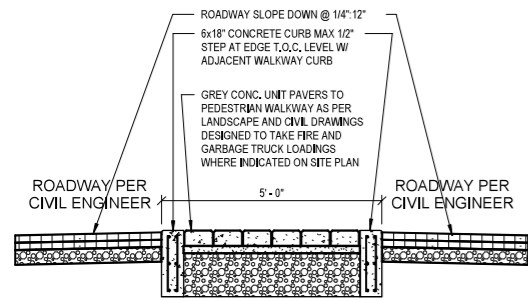 ROADWAY SLOPE DOWN @ 1/4":12"
6x18" CONCRETE CURB MAX 1/2"
STEP AT EDGE T.O.C. LEVEL W/
ADJACENT WALKWAY CURB
GREY CONC. UNIT PAVERS TO
PEDESTRIAN WALKWAY AS PER
LANDSCAPE AND CIVIL DRAWINGS
DESIGNED TO TAKE FIRE AND
GARBAGE TRUCK LOADINGS
WHERE INDICATED ON SITE PLAN
ROADWAY PER
CIVIL ENGINEER
5' - 0"
ROADWAY PER
CIVIL ENGINEER